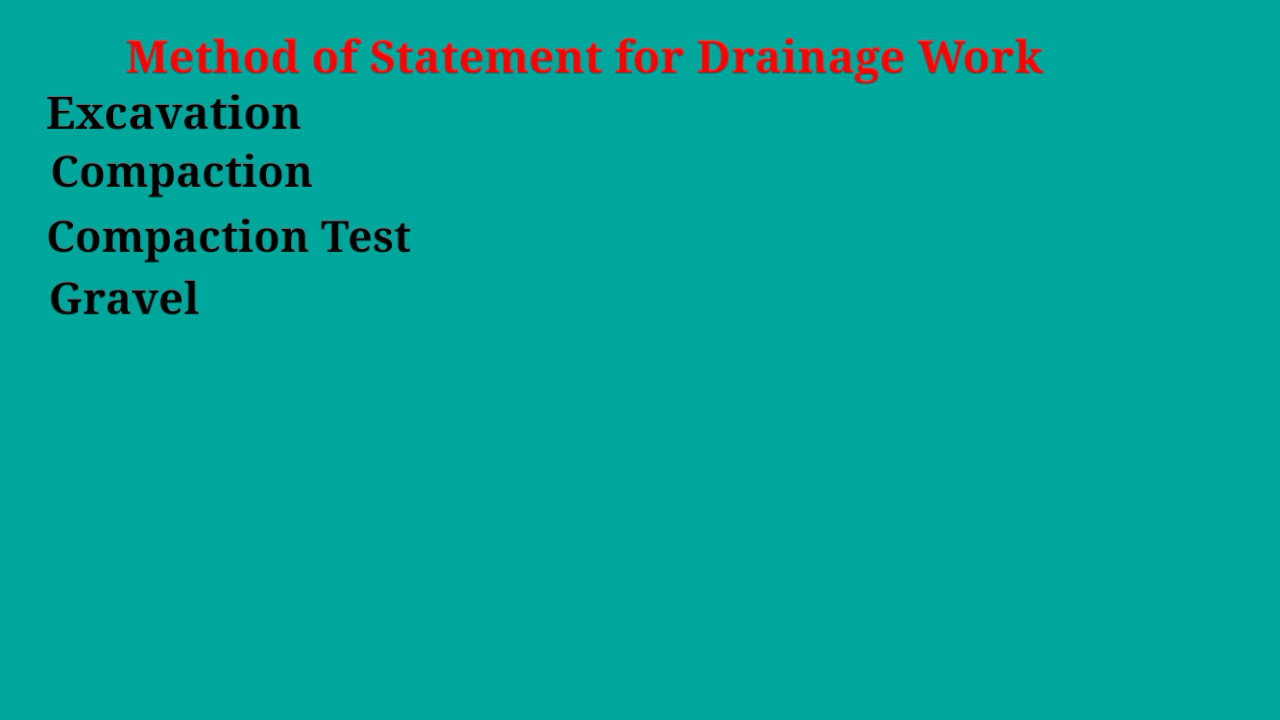 Method of Statement for Drainage Work
Excavation
Compaction
Compaction Test
Gravel